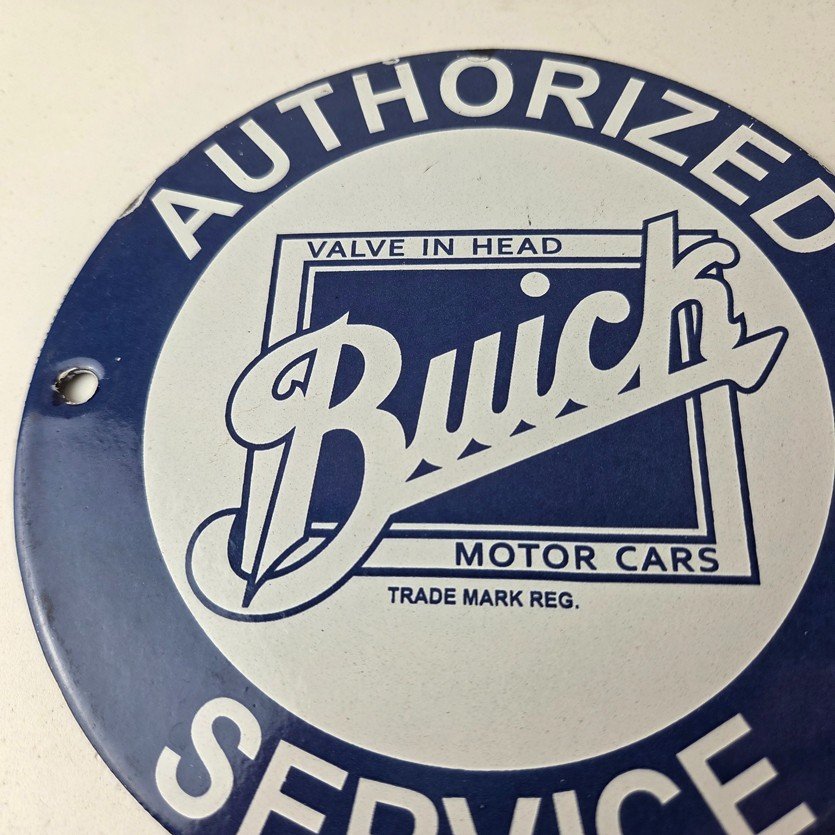 AUTHORIZED
VALVE IN HEAD
Buick
MOTOR CARS
TRADE MARK REG.
SERVICE